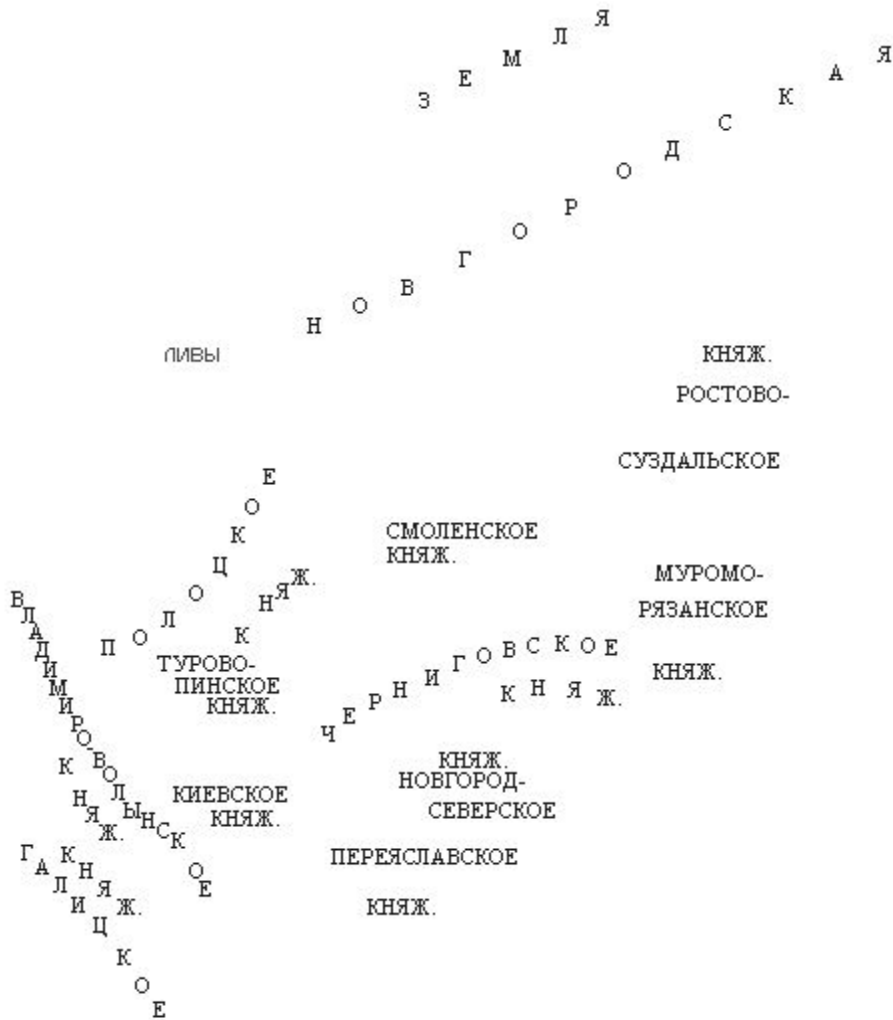 ЗЕМЛЯ
НОВГОРОДСКАЯ
ЛИВЫ
КНЯЖ.
РОСТОВО-
СУЗДАЛЬСКОЕ
ПОЛОЦКОЕ
КНЯЖ.
СМОЛЕНСКОЕ
КНЯЖ.
МУРОМО-
РЯЗАНСКОЕ
КНЯЖ.
ВЛАДИМИРО-ВОЛЫНСКОЕ
КНЯЖ.
ТУРОВО-
ПИНСКОЕ
КНЯЖ.
ЧЕРНИГОВСКОЕ
КНЯЖ.
КНЯЖ.
НОВГОРОД-
СЕВЕРСКОЕ
КИЕВСКОЕ
КНЯЖ.
ПЕРЕЯСЛАВСКОЕ
КНЯЖ.
ГАЛИЦКОЕ
КНЯЖ.